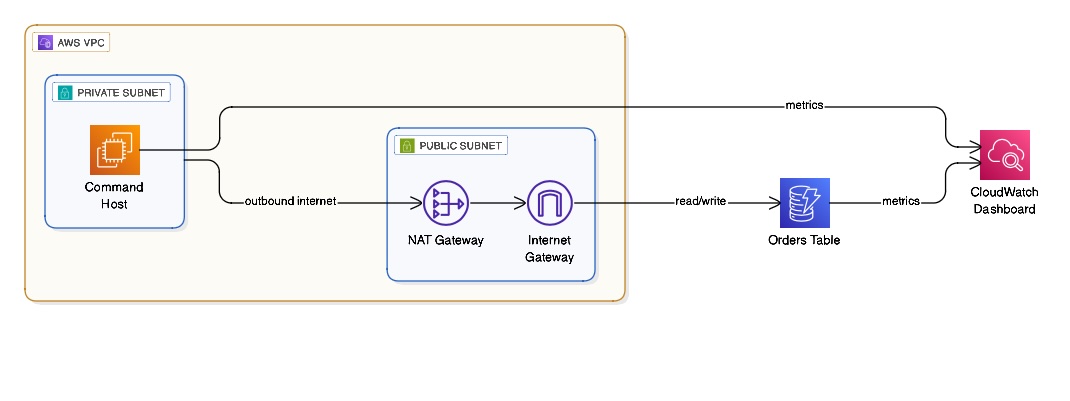 AWS VPC
PRIVATE SUBNET
metrics
PUBLIC SUBNET
Command
Host
CloudWatch
Dashboard
outbound internet
read/write
metrics
NAT Gateway
Internet
Gateway
Orders Table